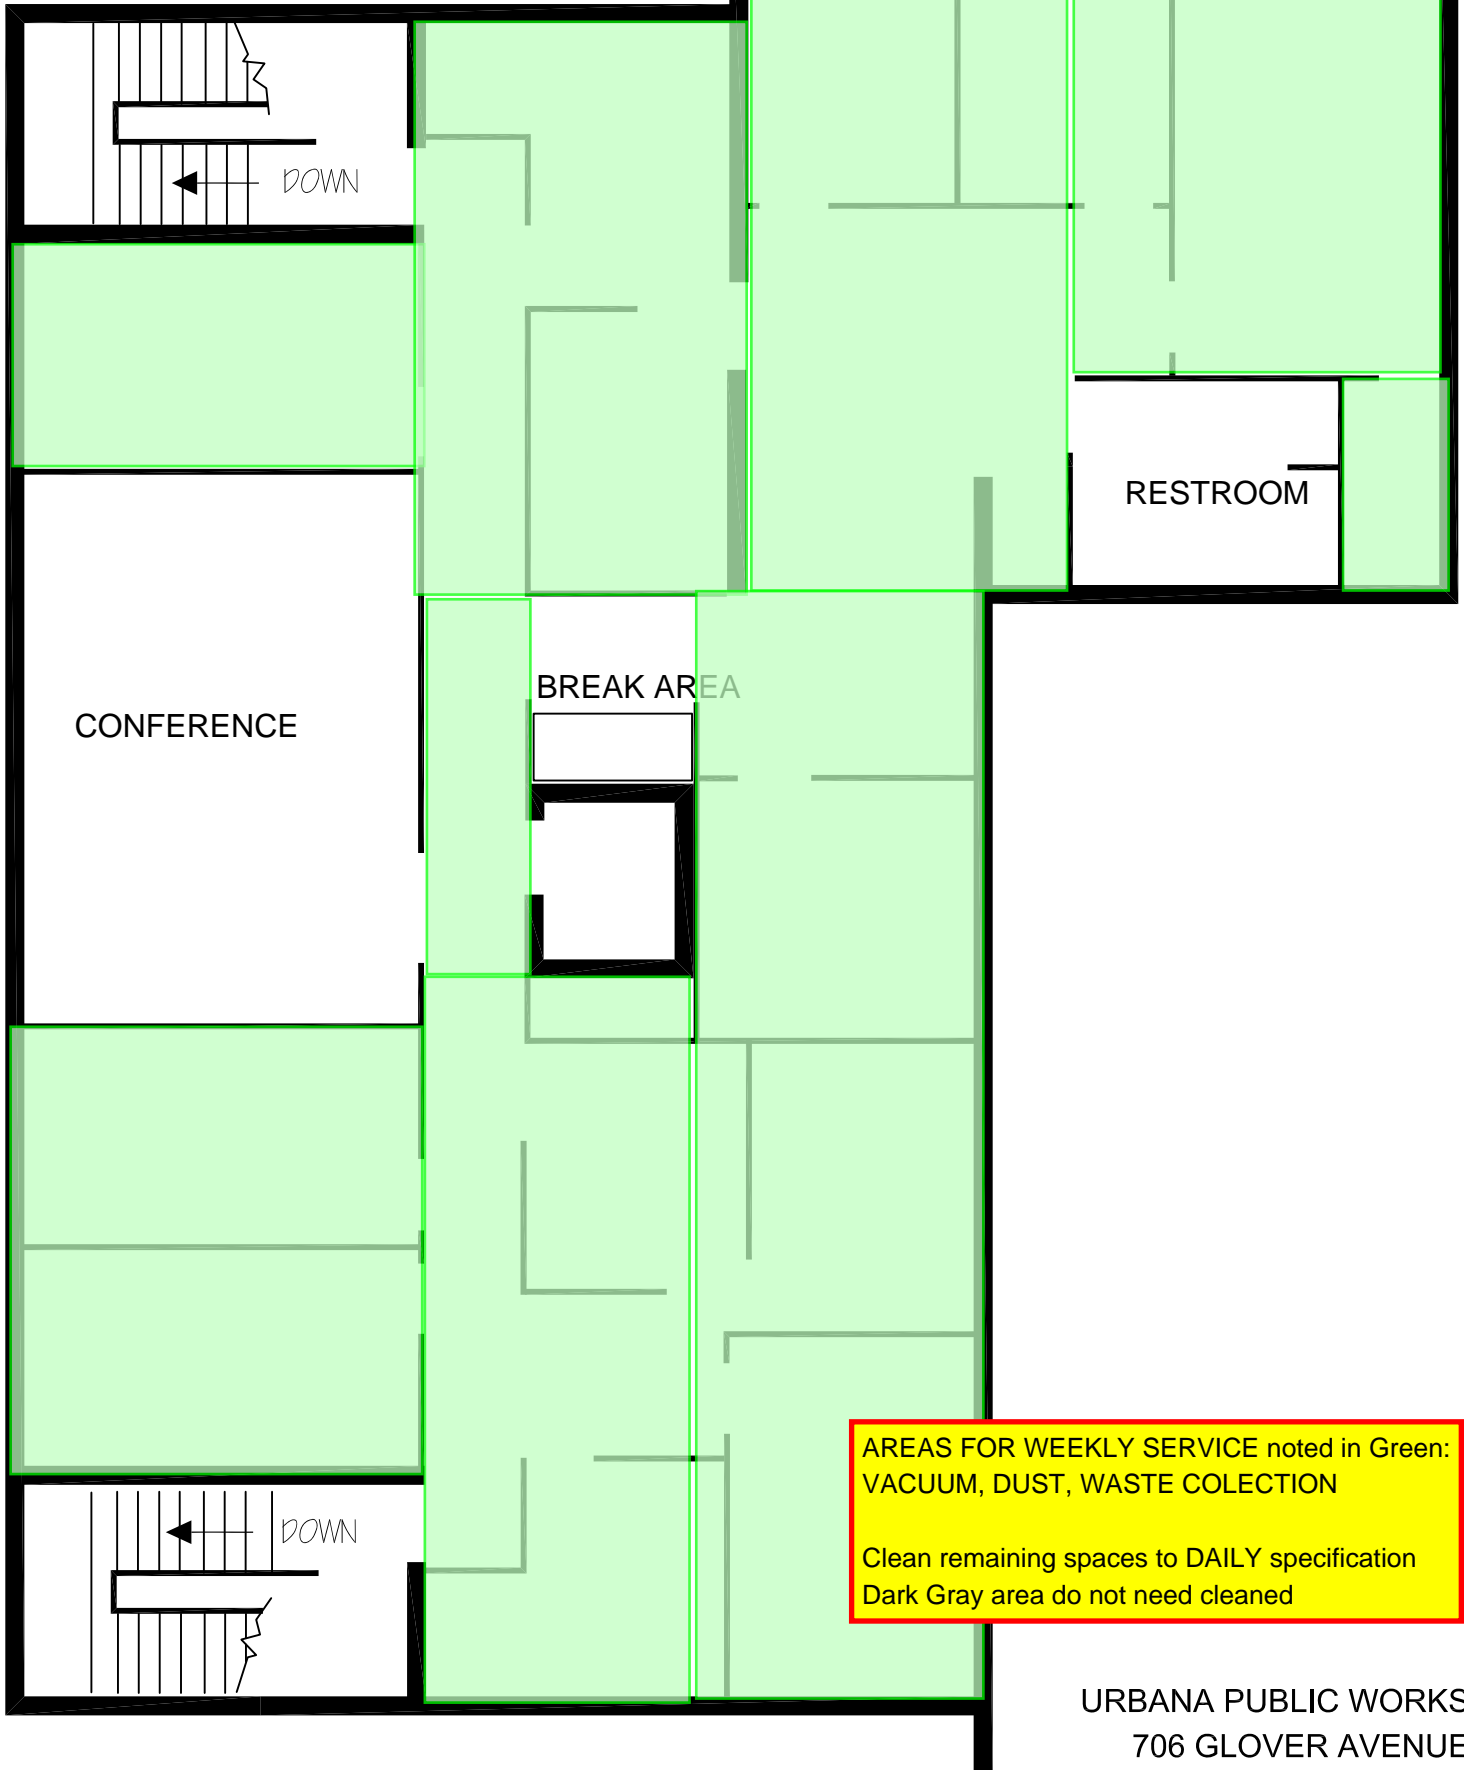 DOWN
RESTROOM
BREAK AREA
CONFERENCE
AREAS FOR WEEKLY SERVICE noted in Green:
VACUUM, DUST, WASTE COLECTION
Clean remaining spaces to DAILY specification
Dark Gray area do not need cleaned
DOWN
URBANA PUBLIC WORKS
706 GLOVER AVENUE